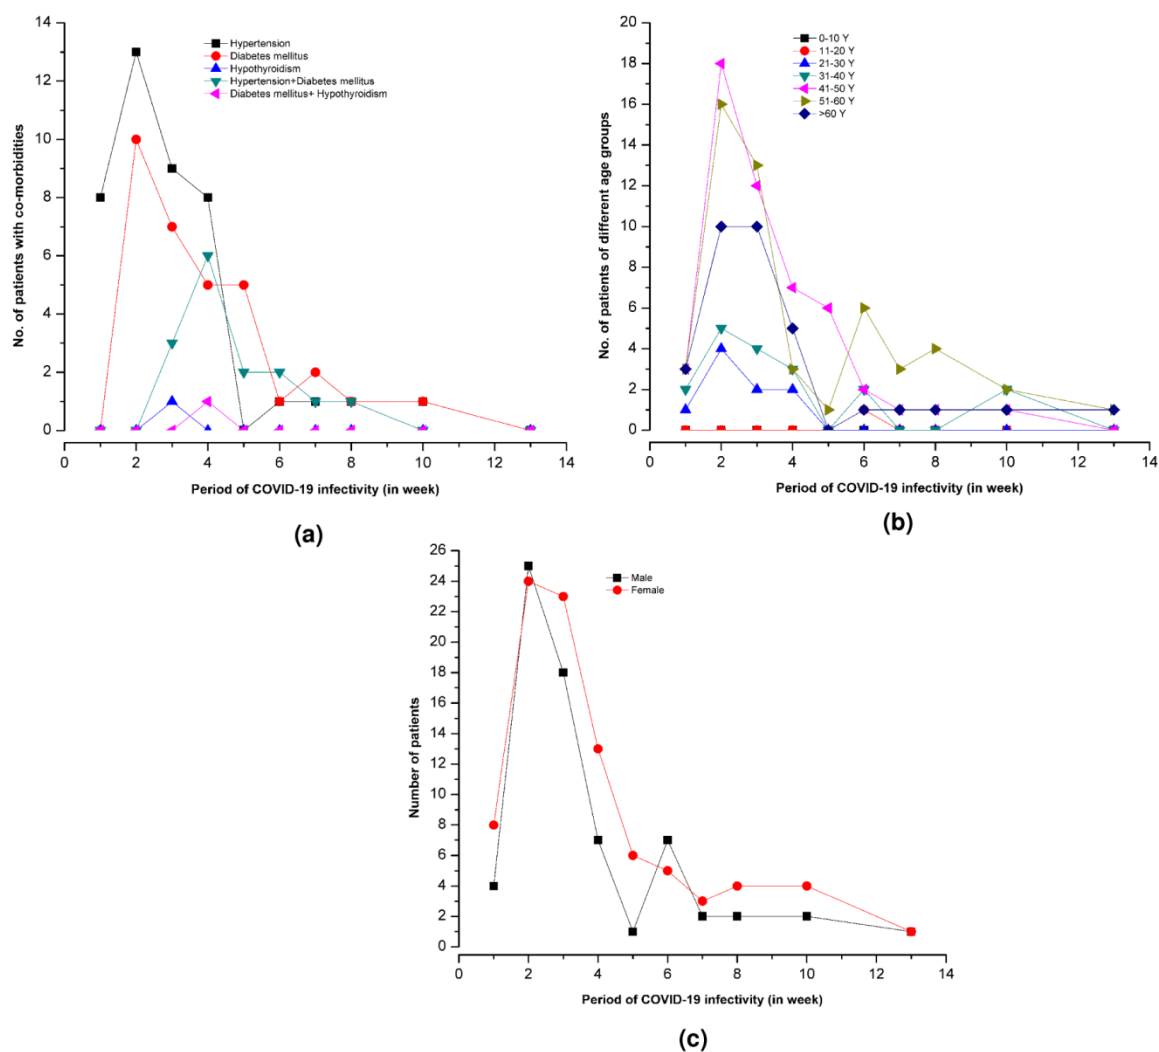 14
12
10
8
6
4
2
0
No. of patients with co-morbidities
Hypertension
Diabetes mellitus
Hypothyroidism
Hypertension+Diabetes mellitus
Diabetes mellitus+ Hypothyroidism
0 2 4 6 8 10 12 14
Period of COVID-19 infectivity (in week)
(a)
20
18
16
14
12
10
8
6
4
2
0
No. of patients of different age groups
0-10 Y
11-20 Y
21-30 Y
31-40 Y
41-50 Y
51-60 Y
>60 Y
0 2 4 6 8 10 12 14
Period of COVID-19 infectivity (in week)
(b)
26
24
22
20
18
16
14
12
10
8
6
4
2
0
Number of patients
Male
Female
0 2 4 6 8 10 12 14
Period of COVID-19 infectivity (in week)
(c)